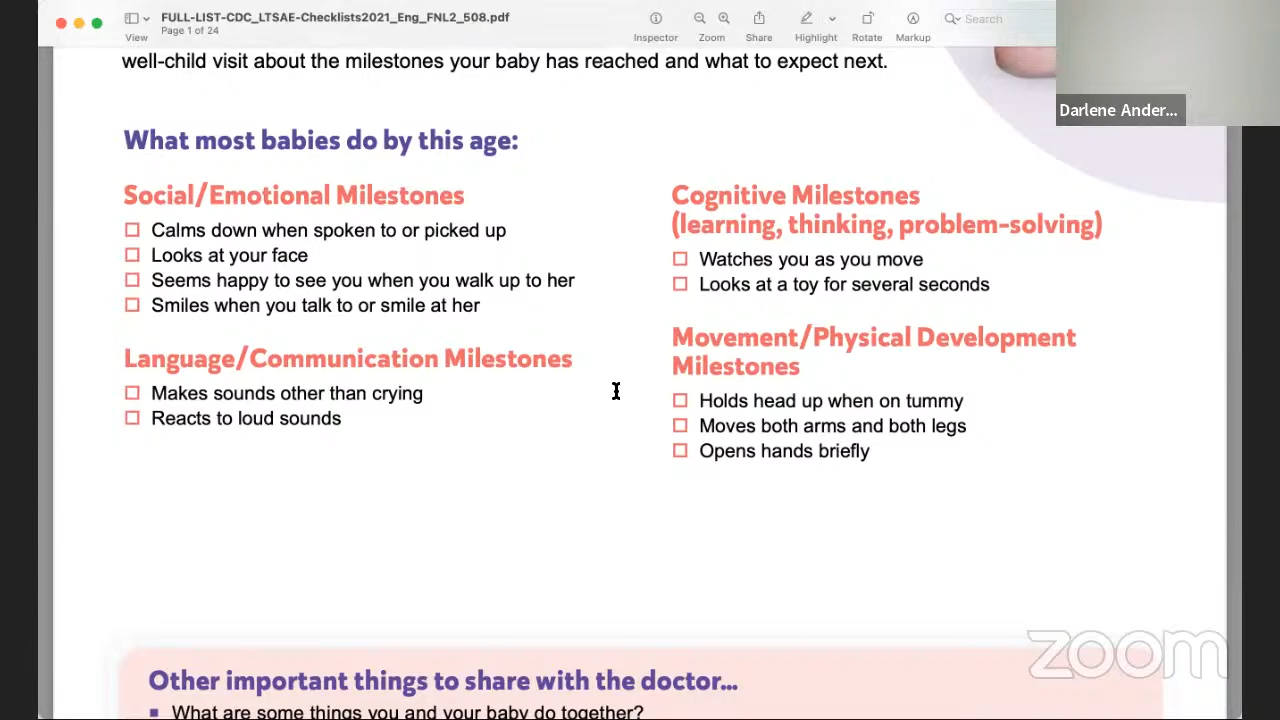 FULL-LIST-CDC_LTSAE-Checklists2021_Eng_FNL2_508.pdf
Page 1 of 24
View
Inspector
Zoom
Share
Highlight
Rotate
Markup
Search
Darlene Ander...
well-child visit about the milestones your baby has reached and what to expect next.
What most babies do by this age:
Social/Emotional Milestones
Calms down when spoken to or picked up
Looks at your face
Seems happy to see you when you walk up to her
Smiles when you talk to or smile at her
Language/Communication Milestones
Makes sounds other than crying
Reacts to loud sounds
Cognitive Milestones
(learning, thinking, problem-solving)
Watches you as you move
Looks at a toy for several seconds
Movement/Physical Development
Milestones
Holds head up when on tummy
Moves both arms and both legs
Opens hands briefly
Other important things to share with the doctor...
What are some things you and your baby do together?
zoom